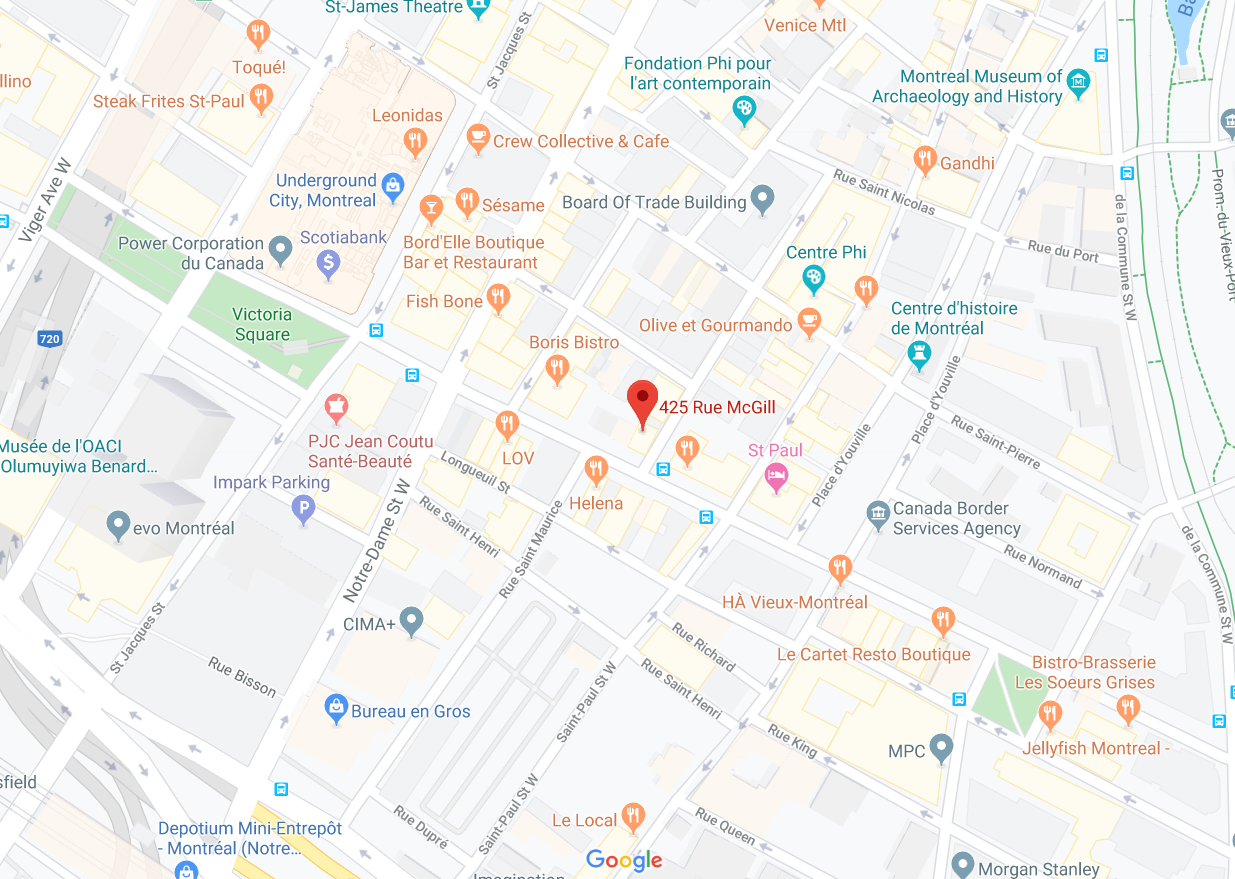 St-James Theatre
Venice Mtl
St Jacques St
Toqué!
Fondation Phi pour
l'art contemporain
Montreal Museum of
Archaeology and History
llino
Steak Frites St-Paul
Leonidas
Crew Collective & Cafe
Gandhi
Viger Ave W
Underground
City, Montreal
Sésame
Board Of Trade Building
Rue Saint Nicolas
Prom.-du-Vieux-Port
de la Commune St W
Power Corporation
du Canada
Scotiabank
Bord'Elle Boutique
Bar et Restaurant
Centre Phi
Rue du Port
Fish Bone
Victoria
Square
Olive et Gourmando
Centre d'histoire
de Montréal
720
Boris Bistro
425 Rue McGill
Place d'Youville
PJC Jean Coutu
Santé-Beauté
LOV
Longueuil St
St Paul
Rue Saint-Pierre
Musée de l'OACI
Olumuyiwa Benard...
Impark Parking
P
Helena
Place d'Youville
Canada Border
Services Agency
evo Montréal
Notre-Dame St W
Rue Saint Henri
Rue Saint Maurice
Rue Normand
de la Commune St W
HÀ Vieux-Montréal
CIMA+
St Jacques St
Rue Richard
Le Cartet Resto Boutique
Bistro-Brasserie
Les Soeurs Grises
Rue Bisson
Saint-Paul St W
Rue Saint Henri
Bureau en Gros
Rue King
MPC
Jellyfish Montreal -
sfield
Saint-Paul St W
Rue Dupré
Le Local
Rue Queen
Depotium Mini-Entrepôt
- Montréal (Notre...
Google
Morgan Stanley
Imagination